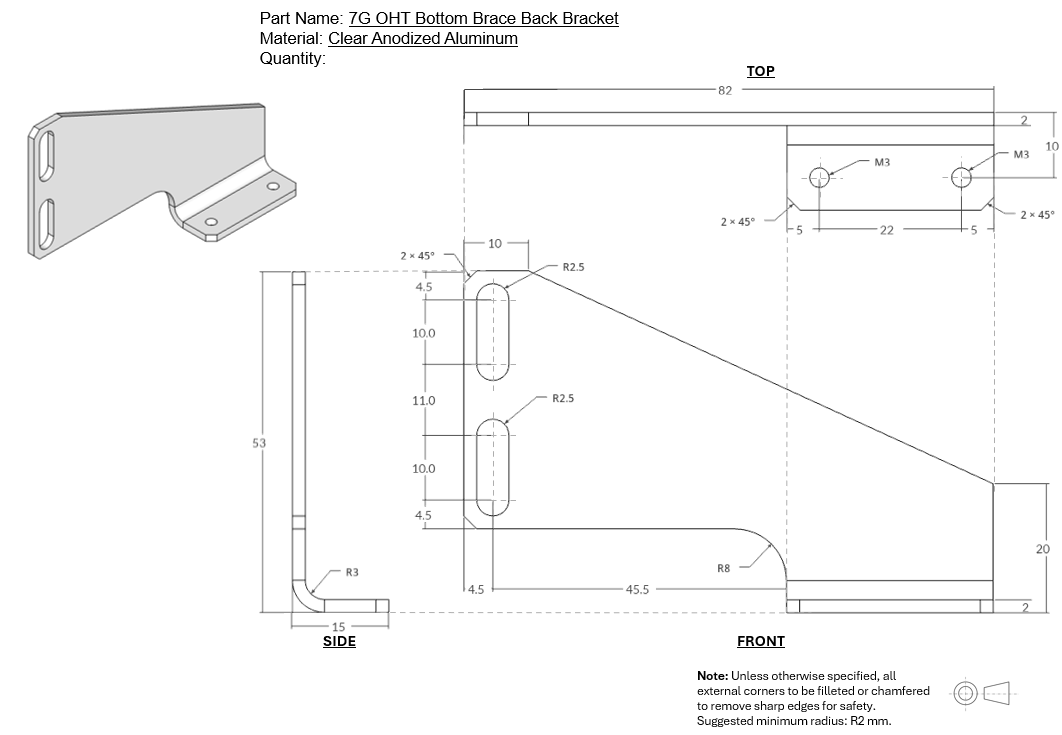 Part Name: 7G OHT Bottom Brace Back Bracket
Material: Clear Anodized Aluminum
Quantity:
TOP
82
2
10
M3
M3
2 × 45°
2 × 45°
5
22
5
10
2 × 45°
R2.5
4.5
10.0
11.0
R2.5
53
10.0
4.5
R8
20
R3
4.5
45.5
2
15
SIDE
FRONT
Note: Unless otherwise specified, all
external corners to be filleted or chamfered
to remove sharp edges for safety.
Suggested minimum radius: R2 mm.